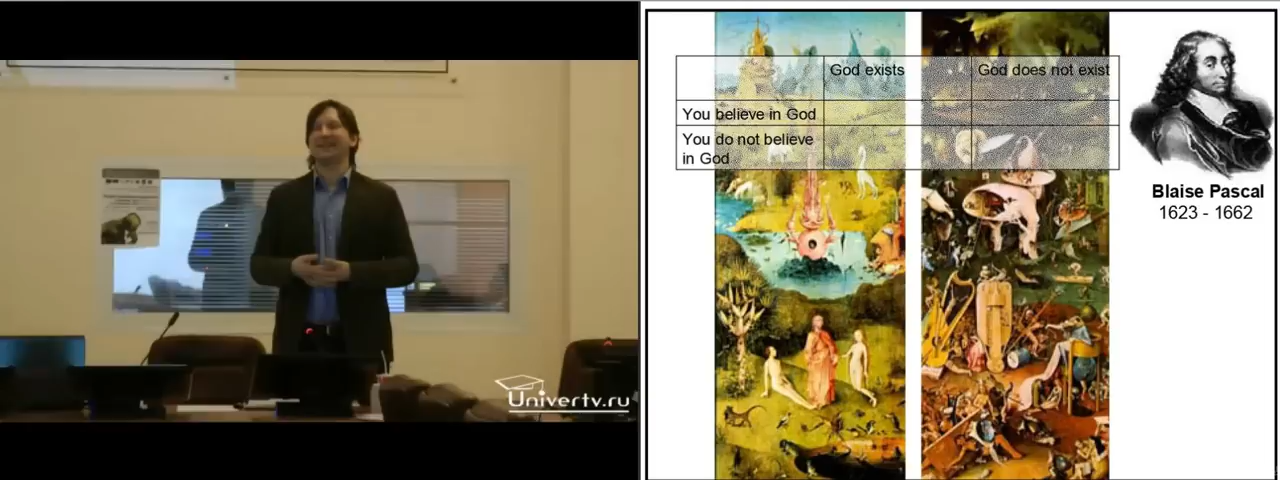 Univertv.ru
God exists
God does not exist
You believe in God
You do not believe
in God
Blaise Pascal
1623 - 1662